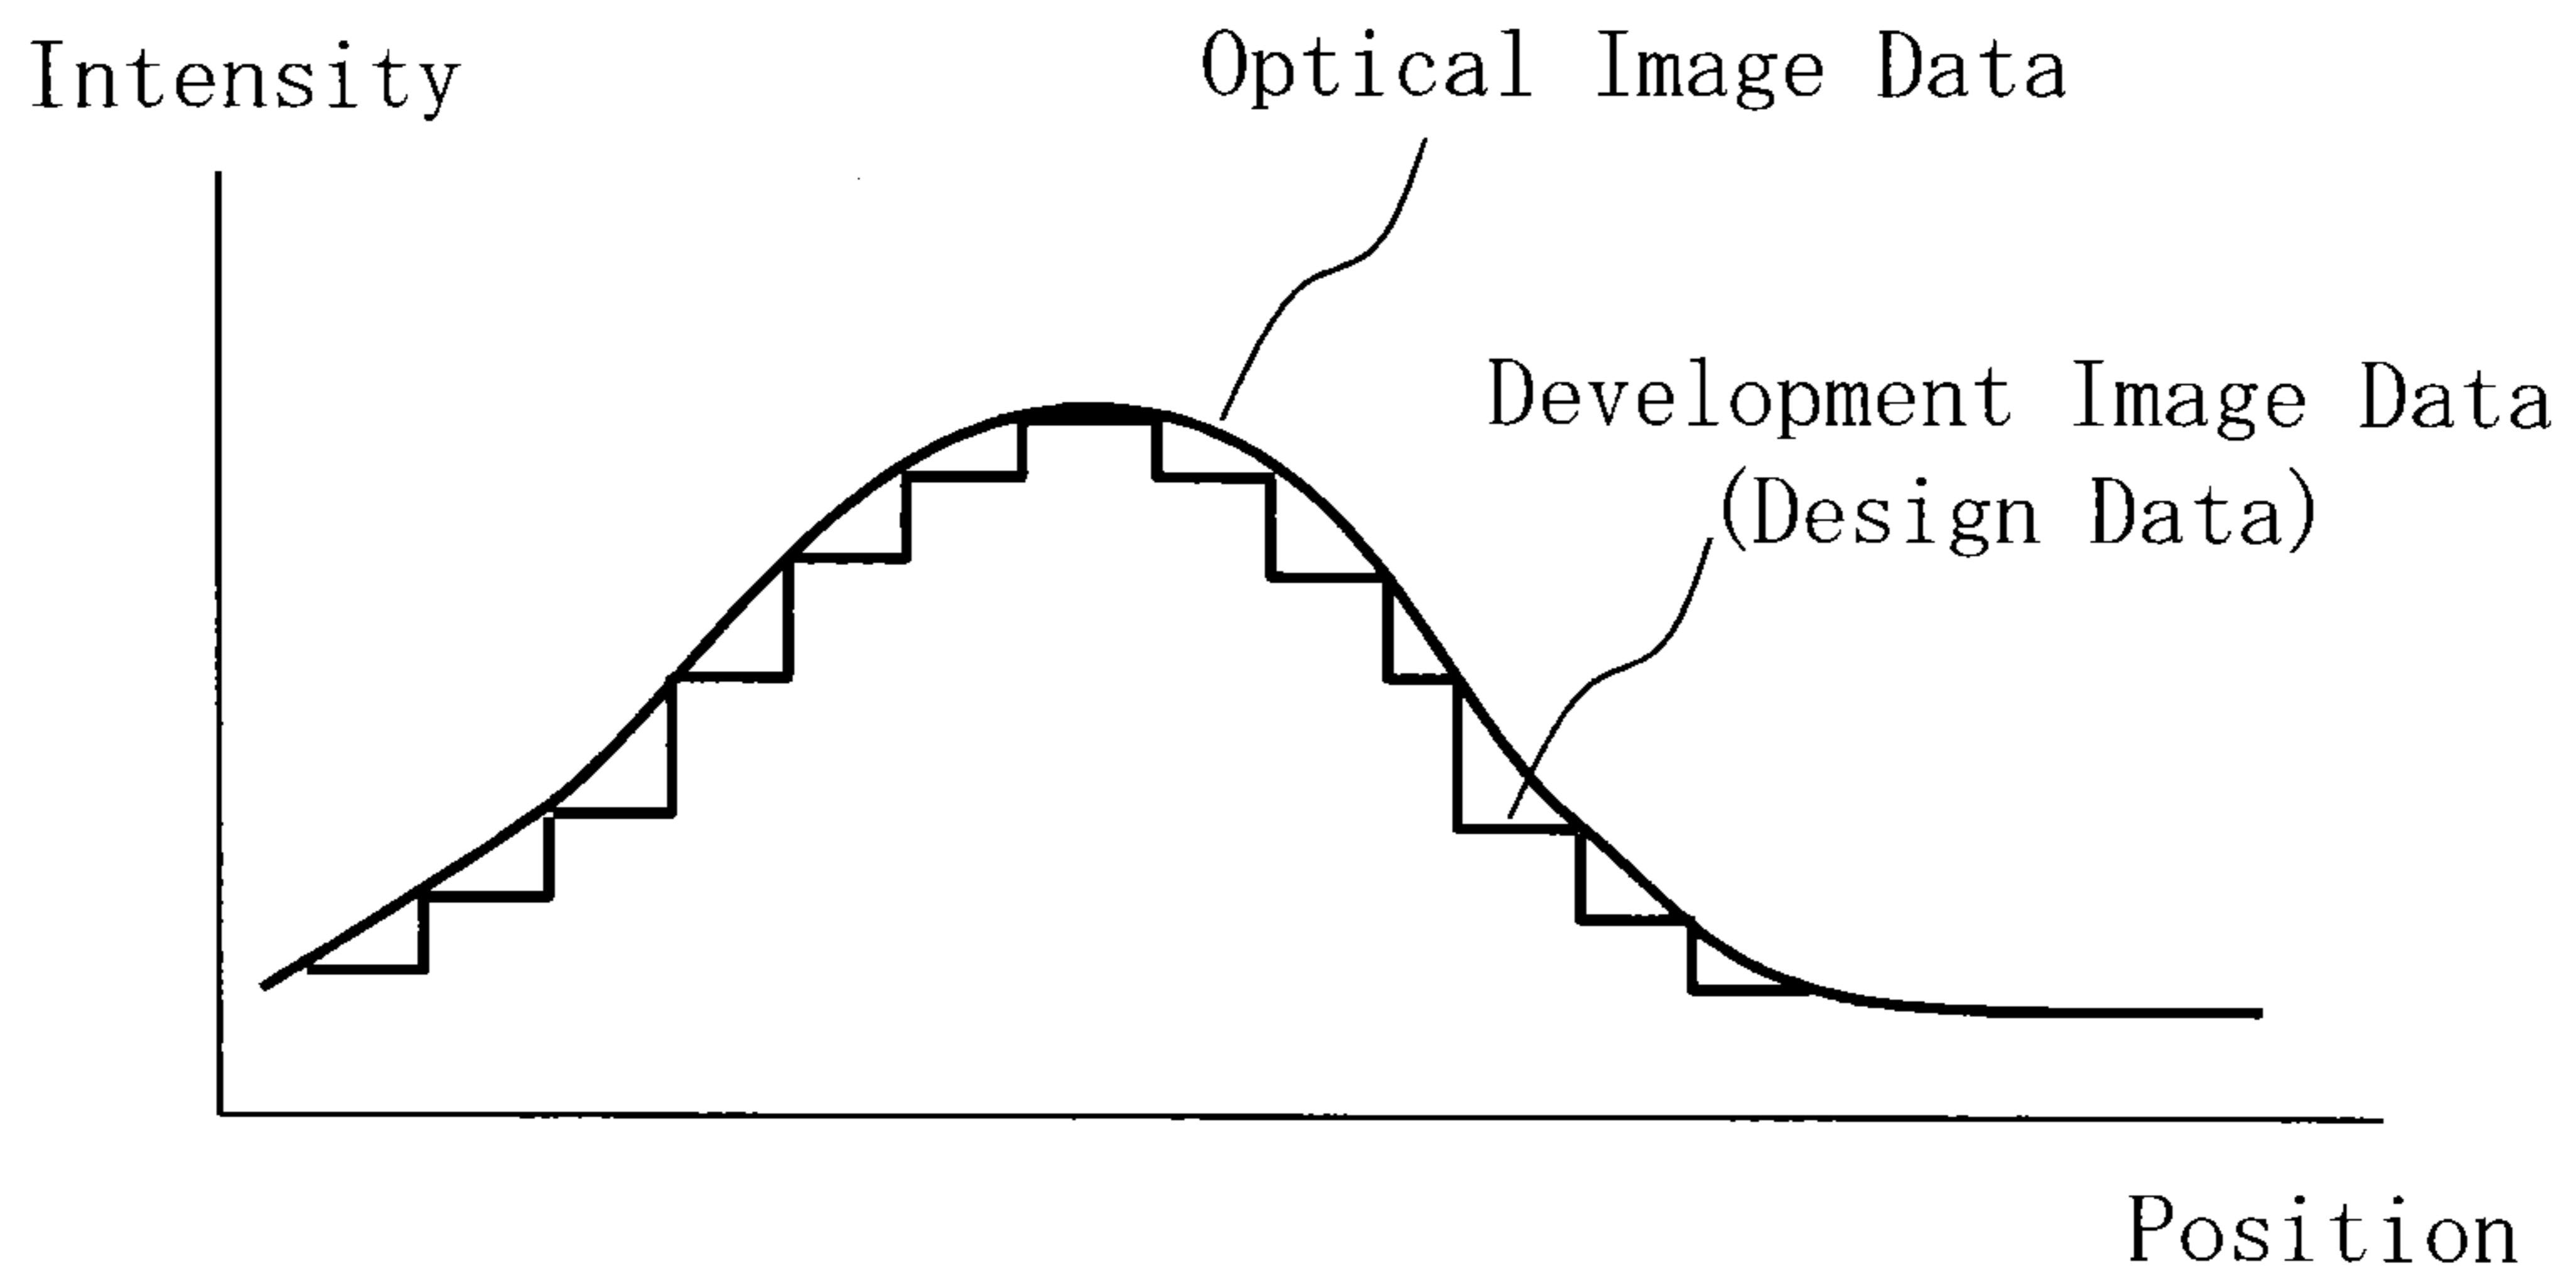 Intensity
Optical Image Data
Development Image Data
(Design Data)
Position